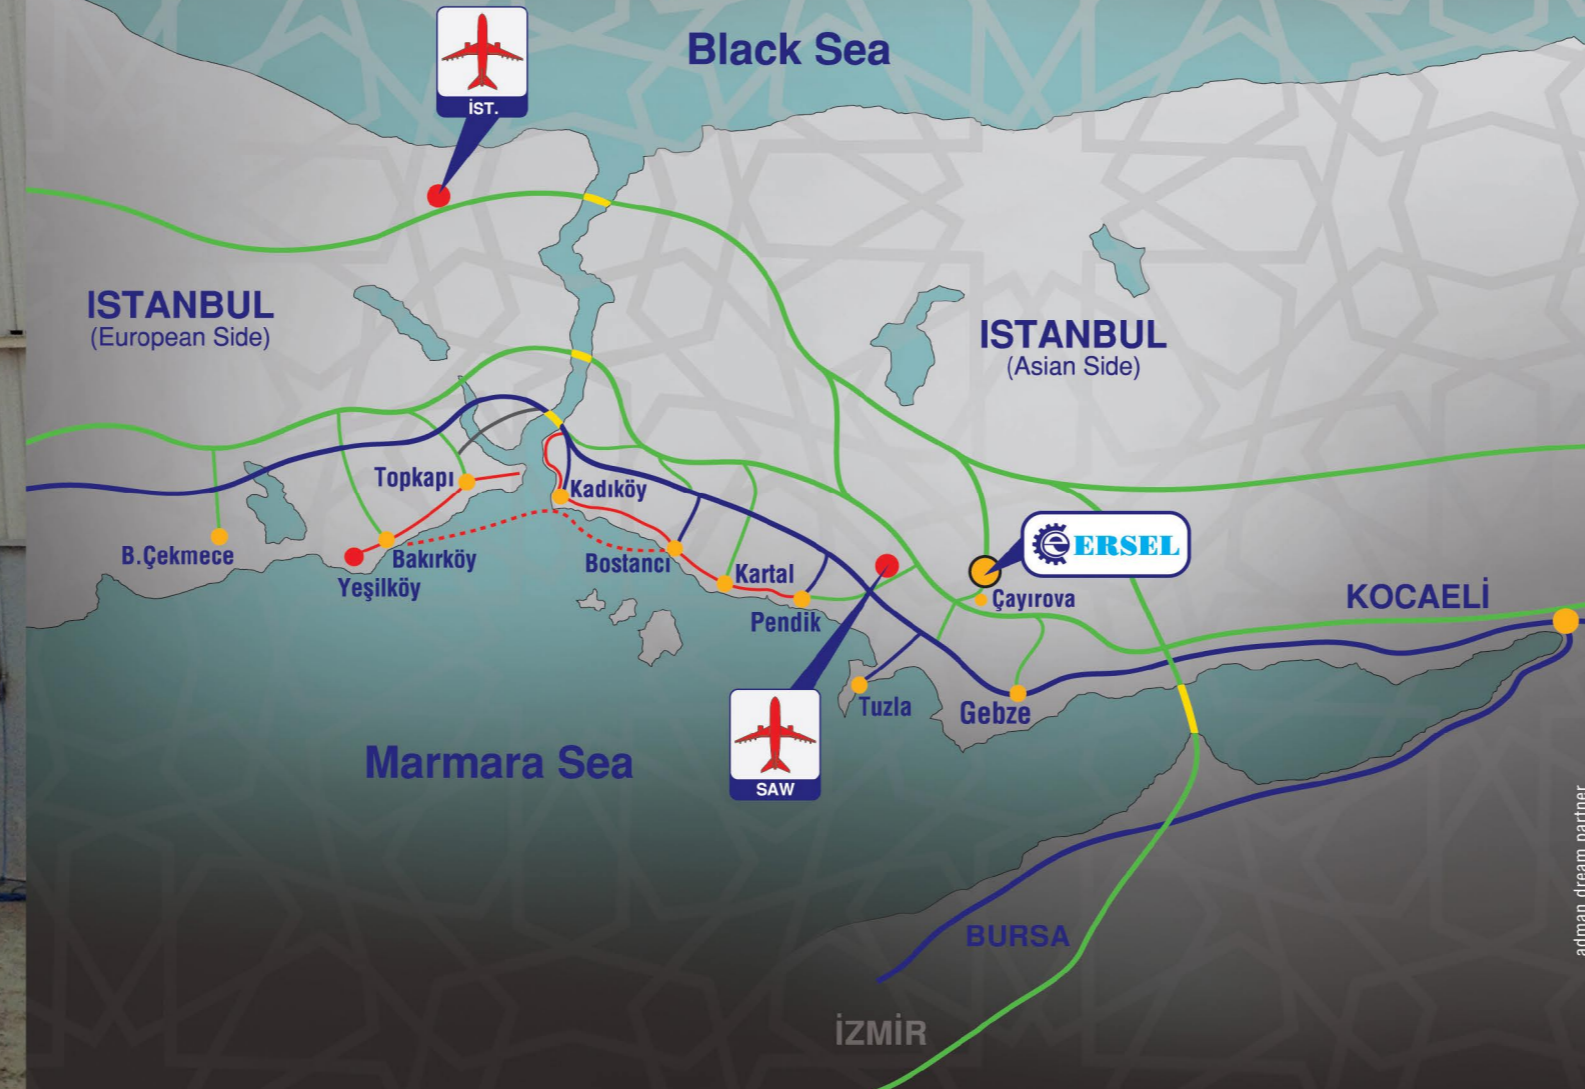 Black Sea
İST.
ISTANBUL
(European Side)
ISTANBUL
(Asian Side)
Topkapı
Kadıköy
B.Çekmece
Bakırköy
Yeşilköy
Bostancı
Kartal
Pendik
ERSEL
Çayırova
KOCAELİ
Tuzla
Gebze
Marmara Sea
SAW
BURSA
İZMİR
adman dream partner